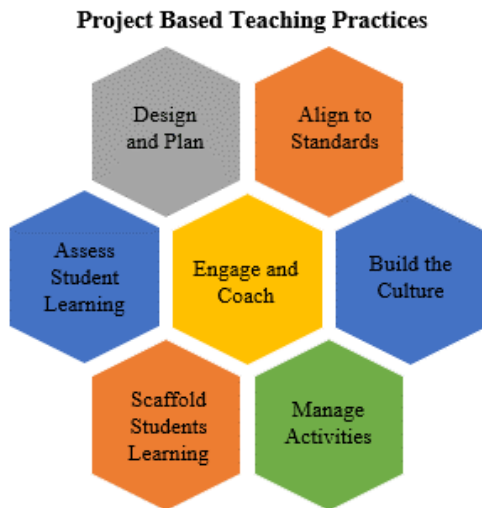 Project Based Teaching Practices
Design
and Plan
Align to
Standards
Assess
Student
Learning
Engage and
Coach
Build the
Culture
Scaffold
Students
Learning
Manage
Activities